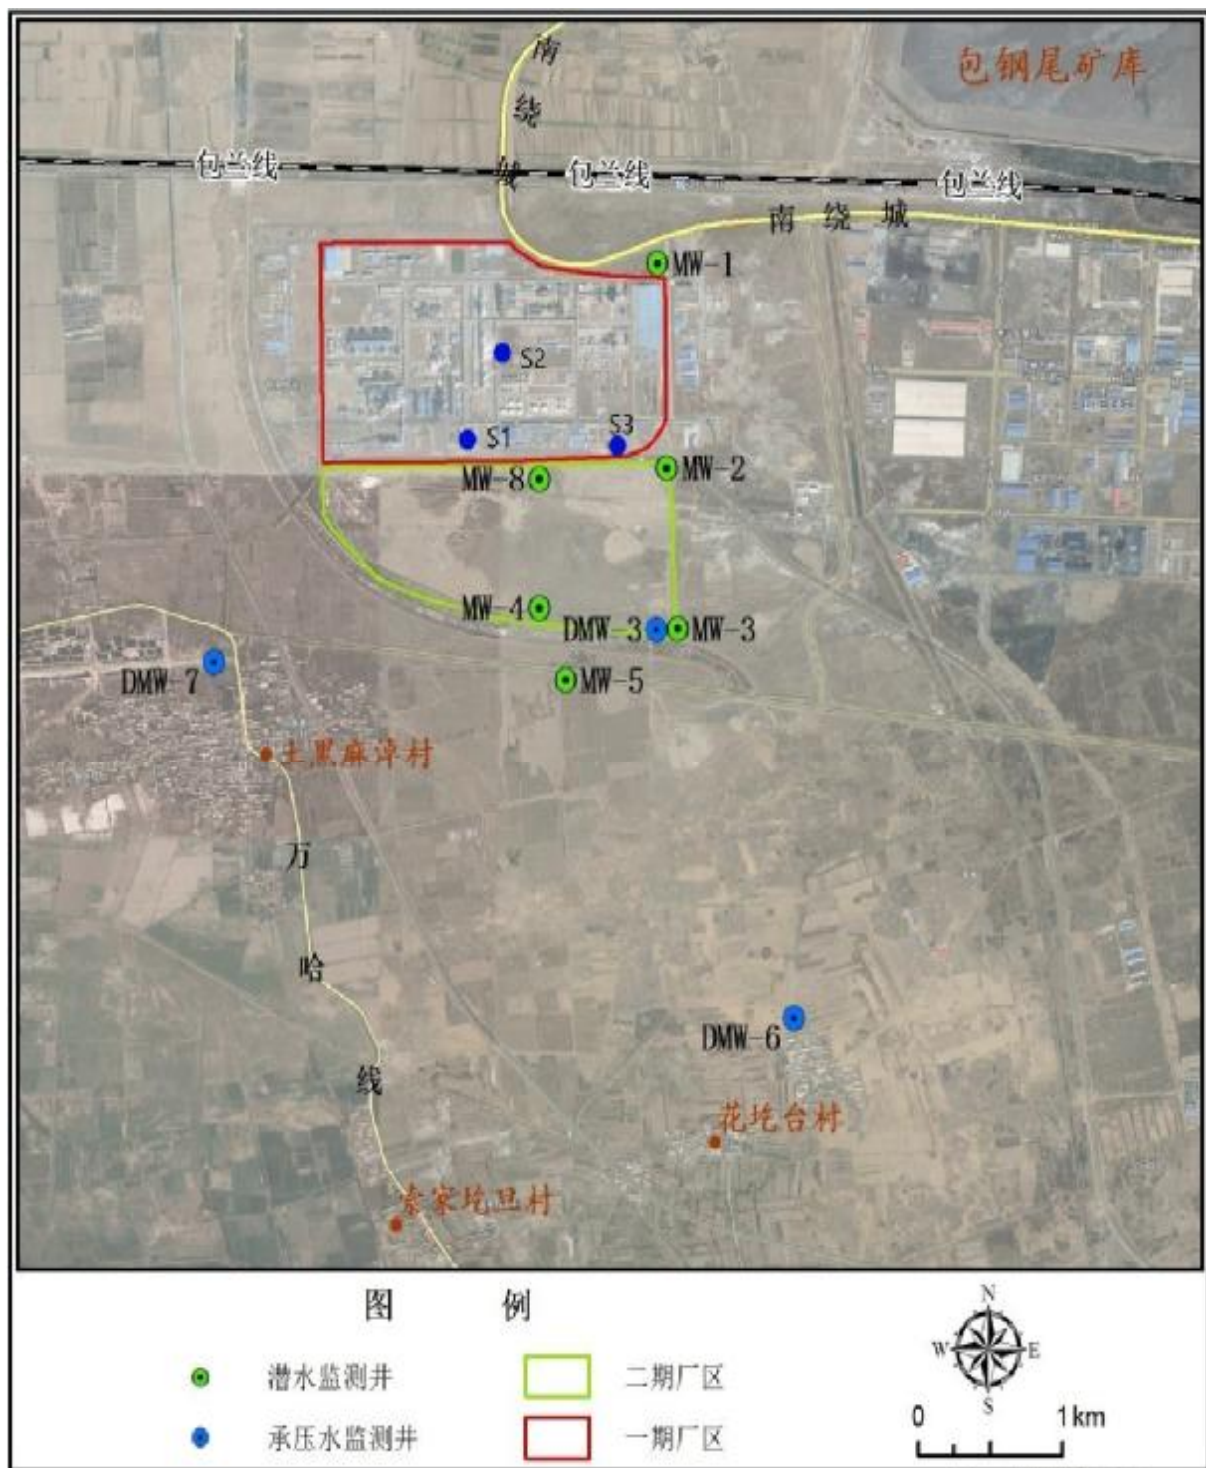 包钢尾矿库
南
绕
城
包兰线
包兰线
包兰线
南绕城
MW-1
S2
S1
S3
MW-8
MW-2
MW-4
DMW-3
MW-3
DMW-7
MW-5
土黑麻淖村
万
哈
DMW-6
线
花圪台村
索家圪旦村
图 例
潜水监测井
二期厂区
承压水监测井
一期厂区
N
W
E
S
0
1km